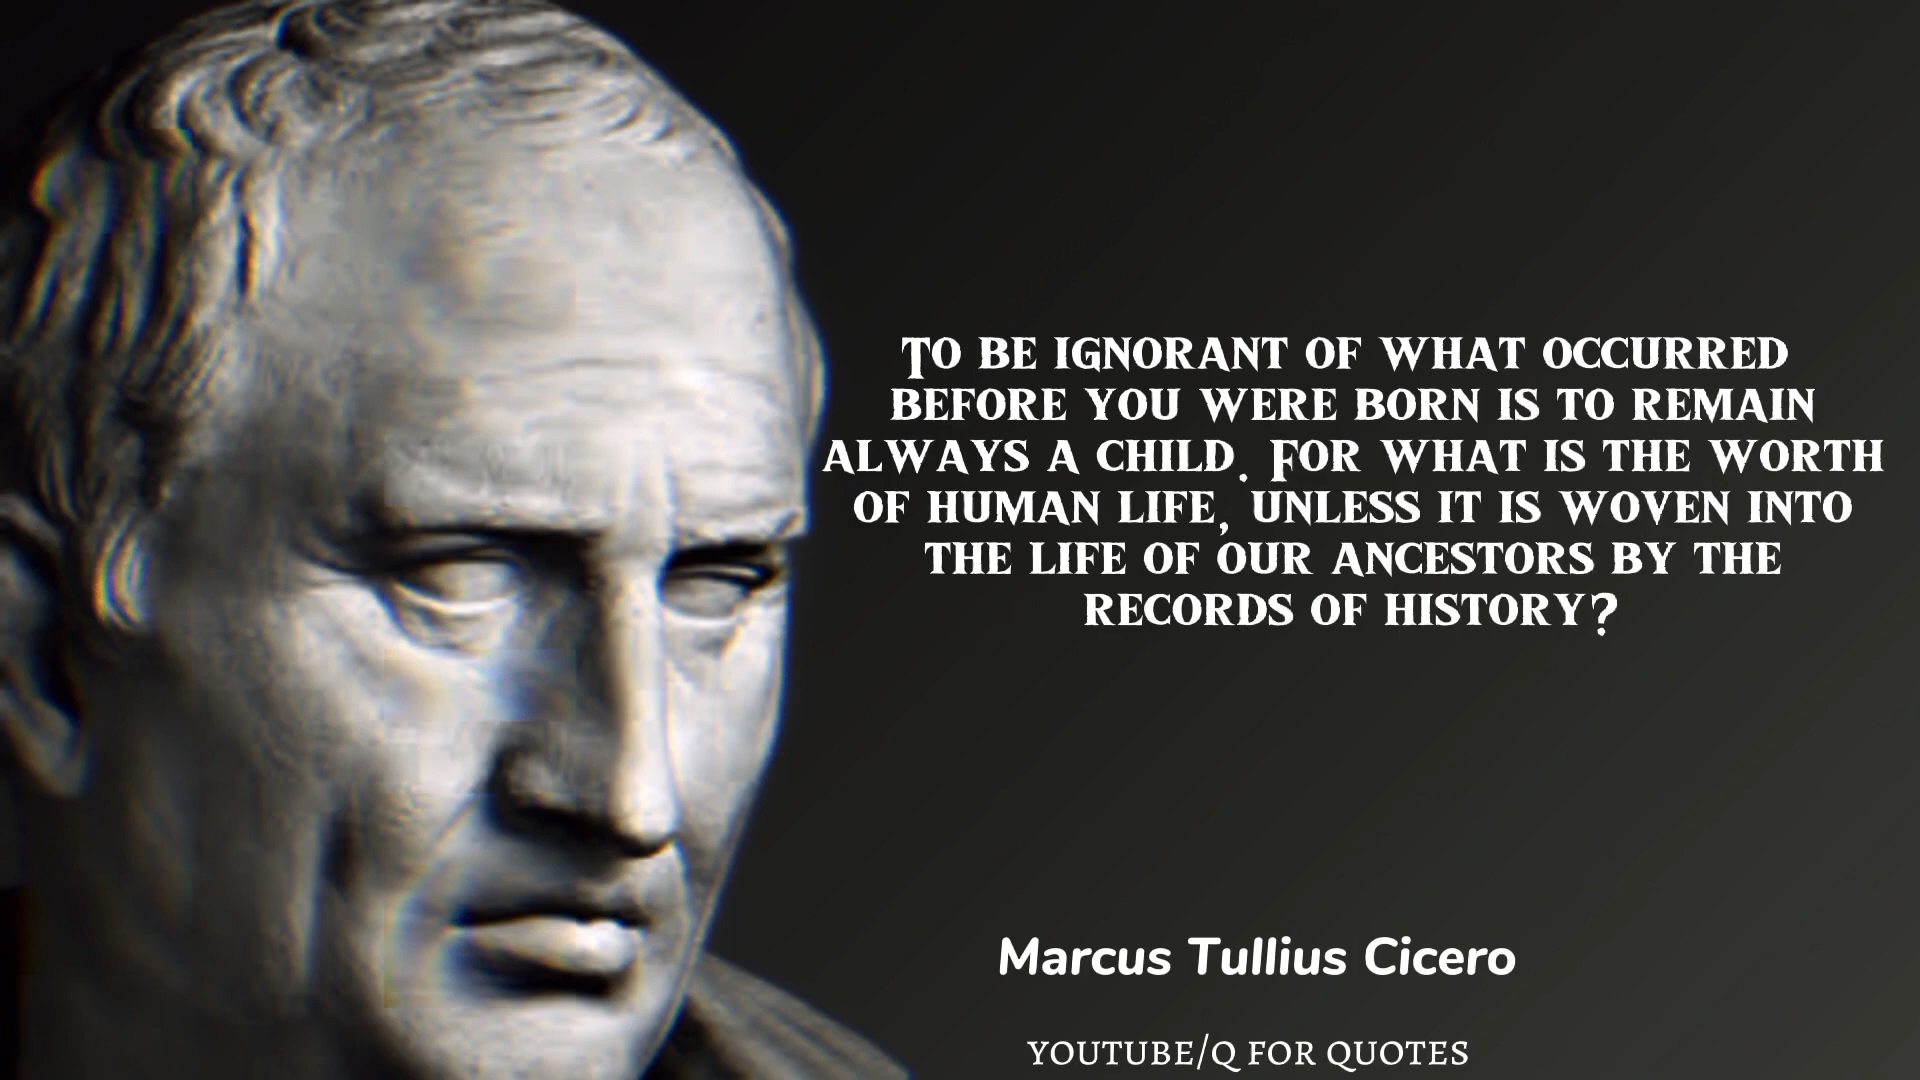 TO BE IGNORANT OF WHAT OCCURRED
BEFORE YOU WERE BORN IS TO REMAIN
ALWAYS A CHILD. FOR WHAT IS THE WORTH
OF HUMAN LIFE, UNLESS IT IS WOVEN INTO
THE LIFE OF OUR ANCESTORS BY THE
RECORDS OF HISTORY?
Marcus Tullius Cicero
YOUTUBE/Q FOR QUOTES